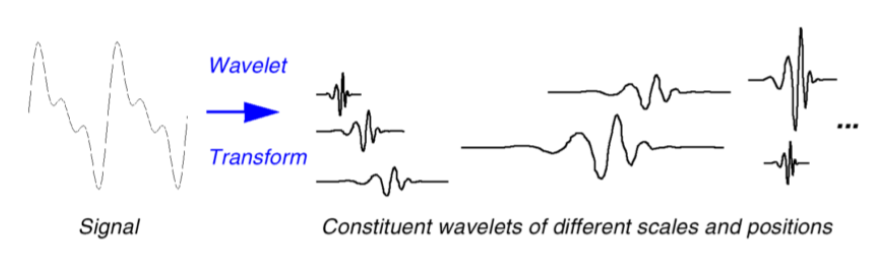 Wavelet
Transform
...
Signal
Constituent wavelets of different scales and positions